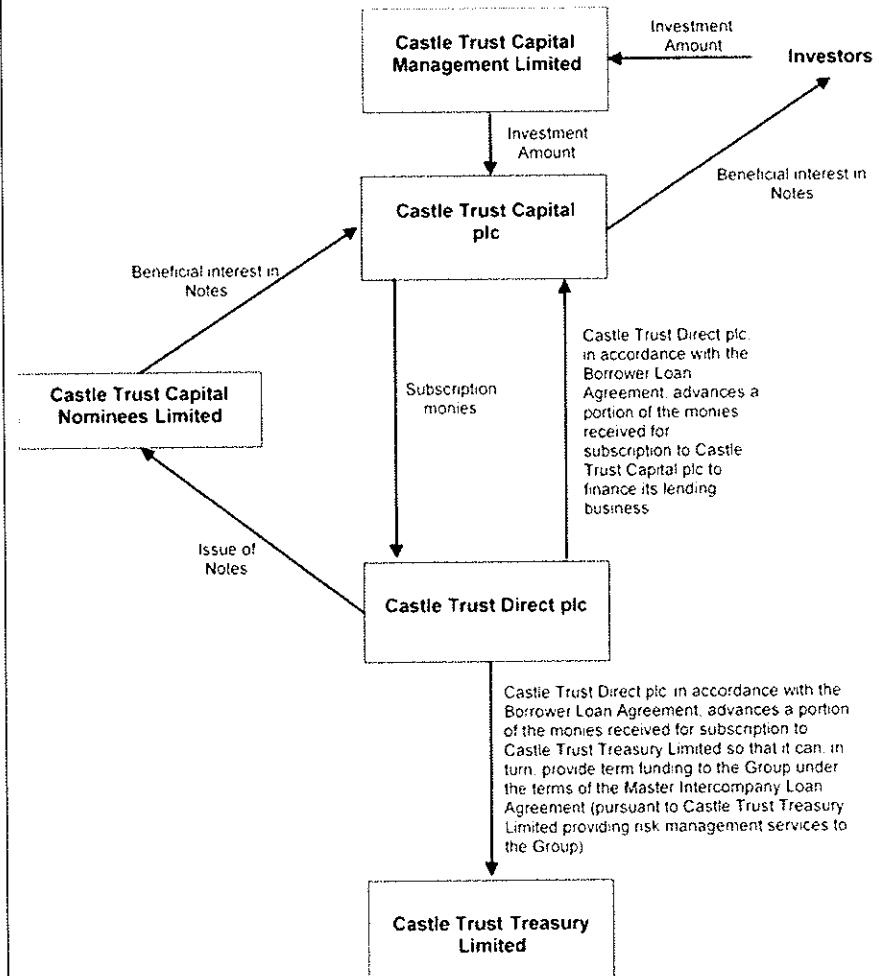 Castle Trust Capital
Management Limited
Investment
Amount
Investors
Investment
Amount
Beneficial interest in
Notes
Castle Trust Capital
plc
Beneficial interest in
Notes
Castle Trust Direct plc.
in accordance with the
Borrower Loan
Agreement, advances a
portion of the monies
received for
subscription to Castle
Trust Capital plc to
finance its lending
business
Castle Trust Capital
Nominees Limited
Subscription
monies
Issue of
Notes
Castle Trust Direct plc
Castle Trust Direct plc in accordance with the
Borrower Loan Agreement, advances a portion
of the monies received for subscription to
Castle Trust Treasury Limited so that it can, in
turn, provide term funding to the Group under
the terms of the Master Intercompany Loan
Agreement (pursuant to Castle Trust Treasury
Limited providing risk management services to
the Group)
Castle Trust Treasury
Limited